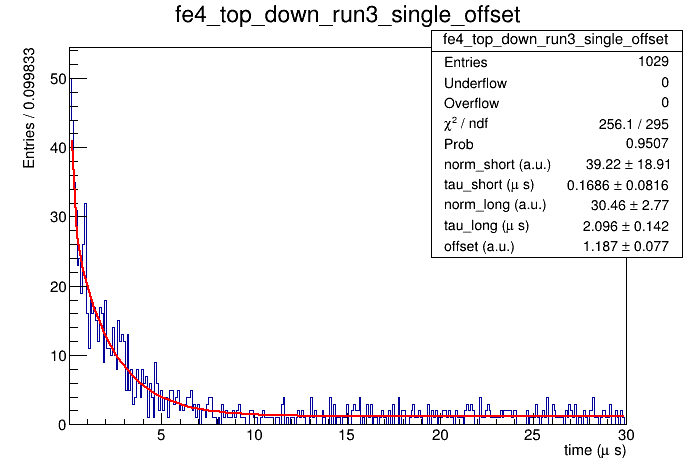 fe4_top_down_run3_single_offset
fe4_top_down_run3_single_offset
Entries 1029
Underflow 0
Overflow 0
χ² / ndf 256.1 / 295
Prob 0.9507
norm_short (a.u.) 39.22 ± 18.91
tau_short (μ s) 0.1686 ± 0.0816
norm_long (a.u.) 30.46 ± 2.77
tau_long (μ s) 2.096 ± 0.142
offset (a.u.) 1.187 ± 0.077
Entries / 0.099833
50
40
30
20
10
0
5 10 15 20 25 30
time (μ s)